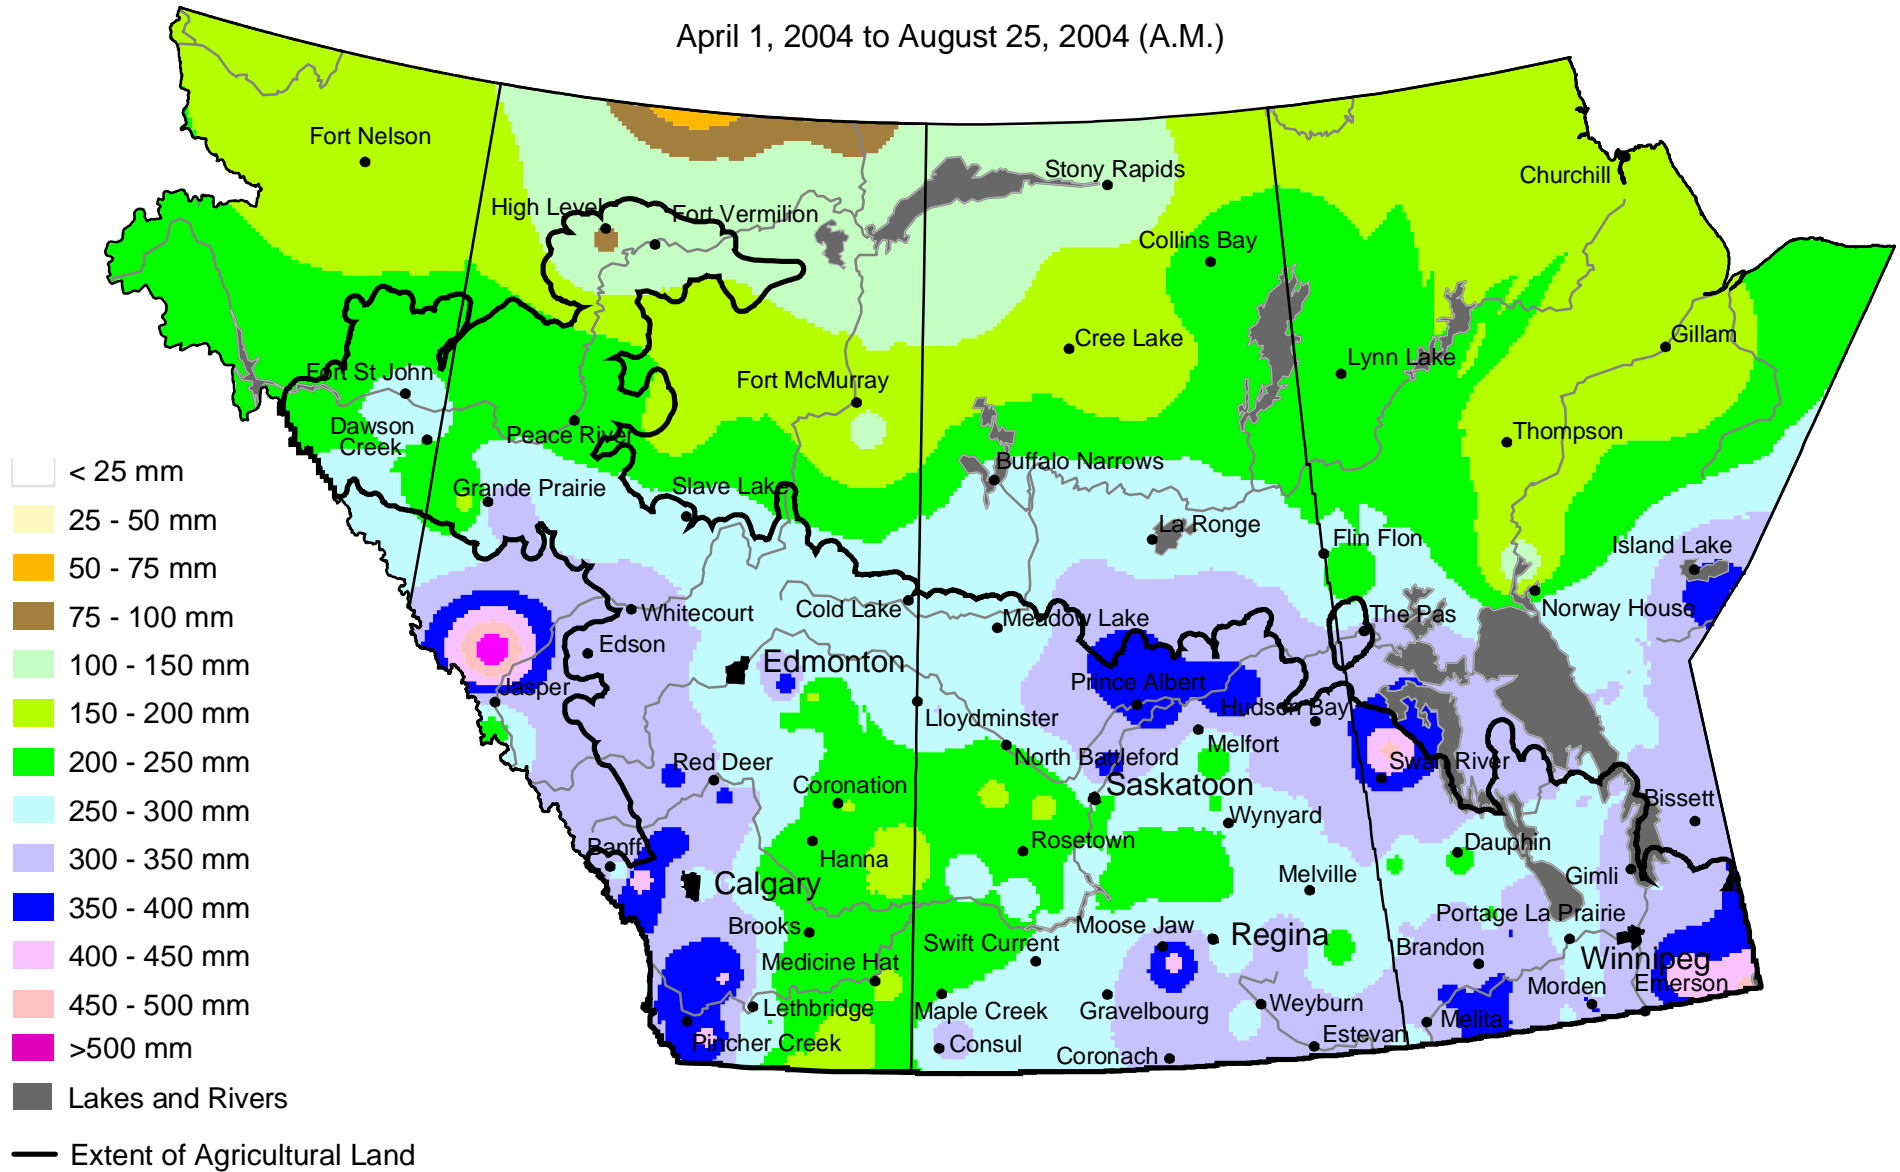 April 1, 2004 to August 25, 2004 (A.M.)
Fort Nelson
Stony Rapids
Churchill
High Level
Fort Vermilion
Collins Bay
Gillam
Cree Lake
Lynn Lake
Fort St John
Fort McMurray
Dawson
Creek
Peace River
Thompson
Buffalo Narrows
Grande Prairie
Slave Lake
La Ronge
Flin Flon
Island Lake
Whitecourt
Cold Lake
Meadow Lake
The Pas
Norway House
Edson
Edmonton
Jasper
Prince Albert
Hudson Bay
Lloydminster
North Battleford
Melfort
Swan River
Red Deer
Coronation
Saskatoon
Wynyard
Bissett
Banff
Hanna
Rosetown
Dauphin
Calgary
Melville
Gimli
Brooks
Swift Current
Moose Jaw
Regina
Portage La Prairie
Brandon
Winnipeg
Medicine Hat
Lethbridge
Maple Creek
Gravelbourg
Weyburn
Morden
Emerson
Pincher Creek
Consul
Coronach
Estevan
Melita
< 25 mm
25 - 50 mm
50 - 75 mm
75 - 100 mm
100 - 150 mm
150 - 200 mm
200 - 250 mm
250 - 300 mm
300 - 350 mm
350 - 400 mm
400 - 450 mm
450 - 500 mm
>500 mm
Lakes and Rivers
Extent of Agricultural Land